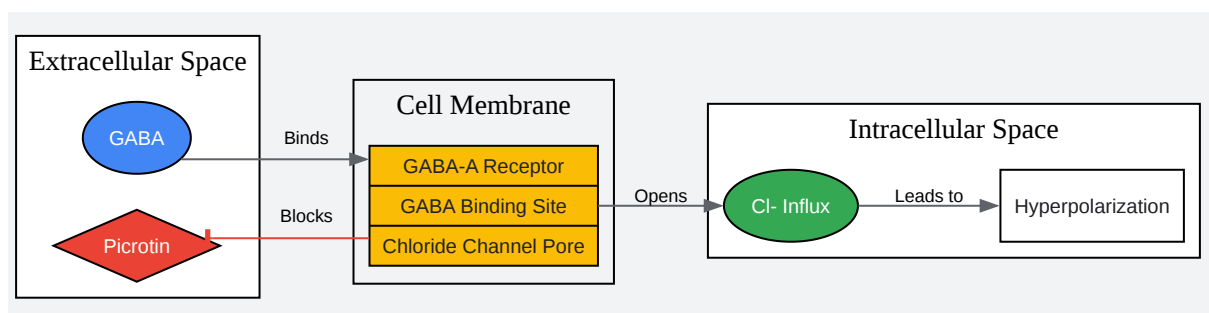 Extracellular Space
GABA
Picrotin
Binds
Blocks
Cell Membrane
GABA-A Receptor
GABA Binding Site
Chloride Channel Pore
Opens
Intracellular Space
Cl- Influx
Leads to
Hyperpolarization